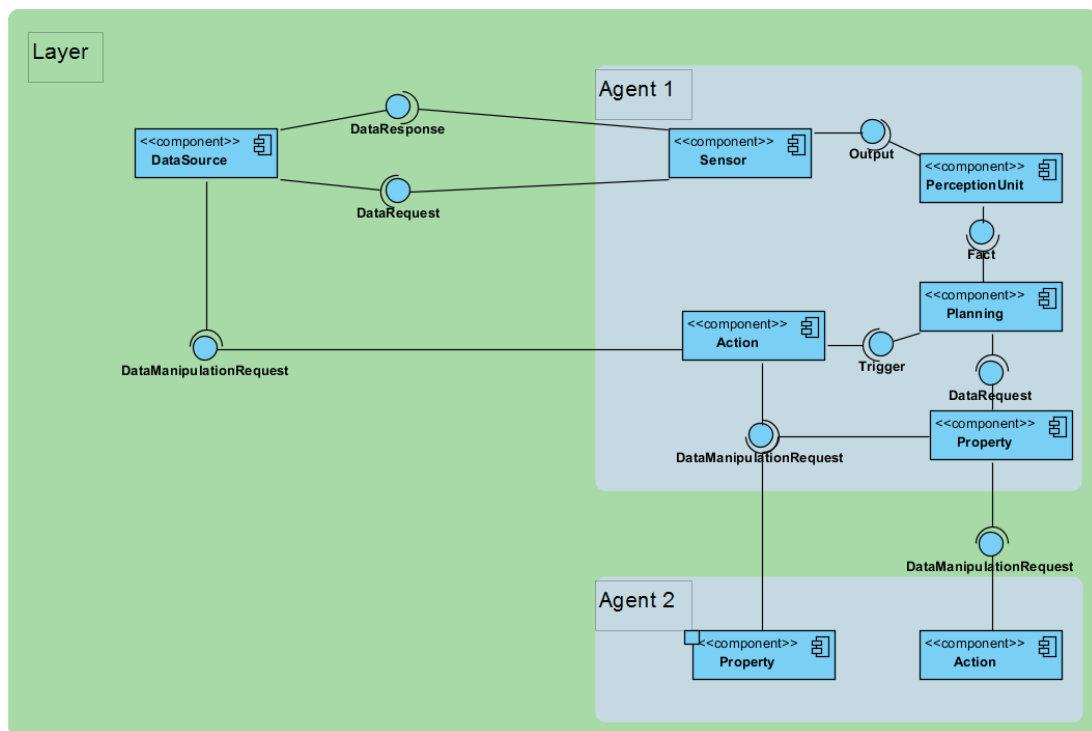 Layer
Agent 1
DataResponse
<<component>>
DataSource
<<component>>
Sensor
Output
<<component>>
PerceptionUnit
DataRequest
Fact
<<component>>
Planning
<<component>>
Action
Trigger
DataManipulationRequest
DataRequest
<<component>>
Property
DataManipulationRequest
DataManipulationRequest
Agent 2
<<component>>
Property
<<component>>
Action